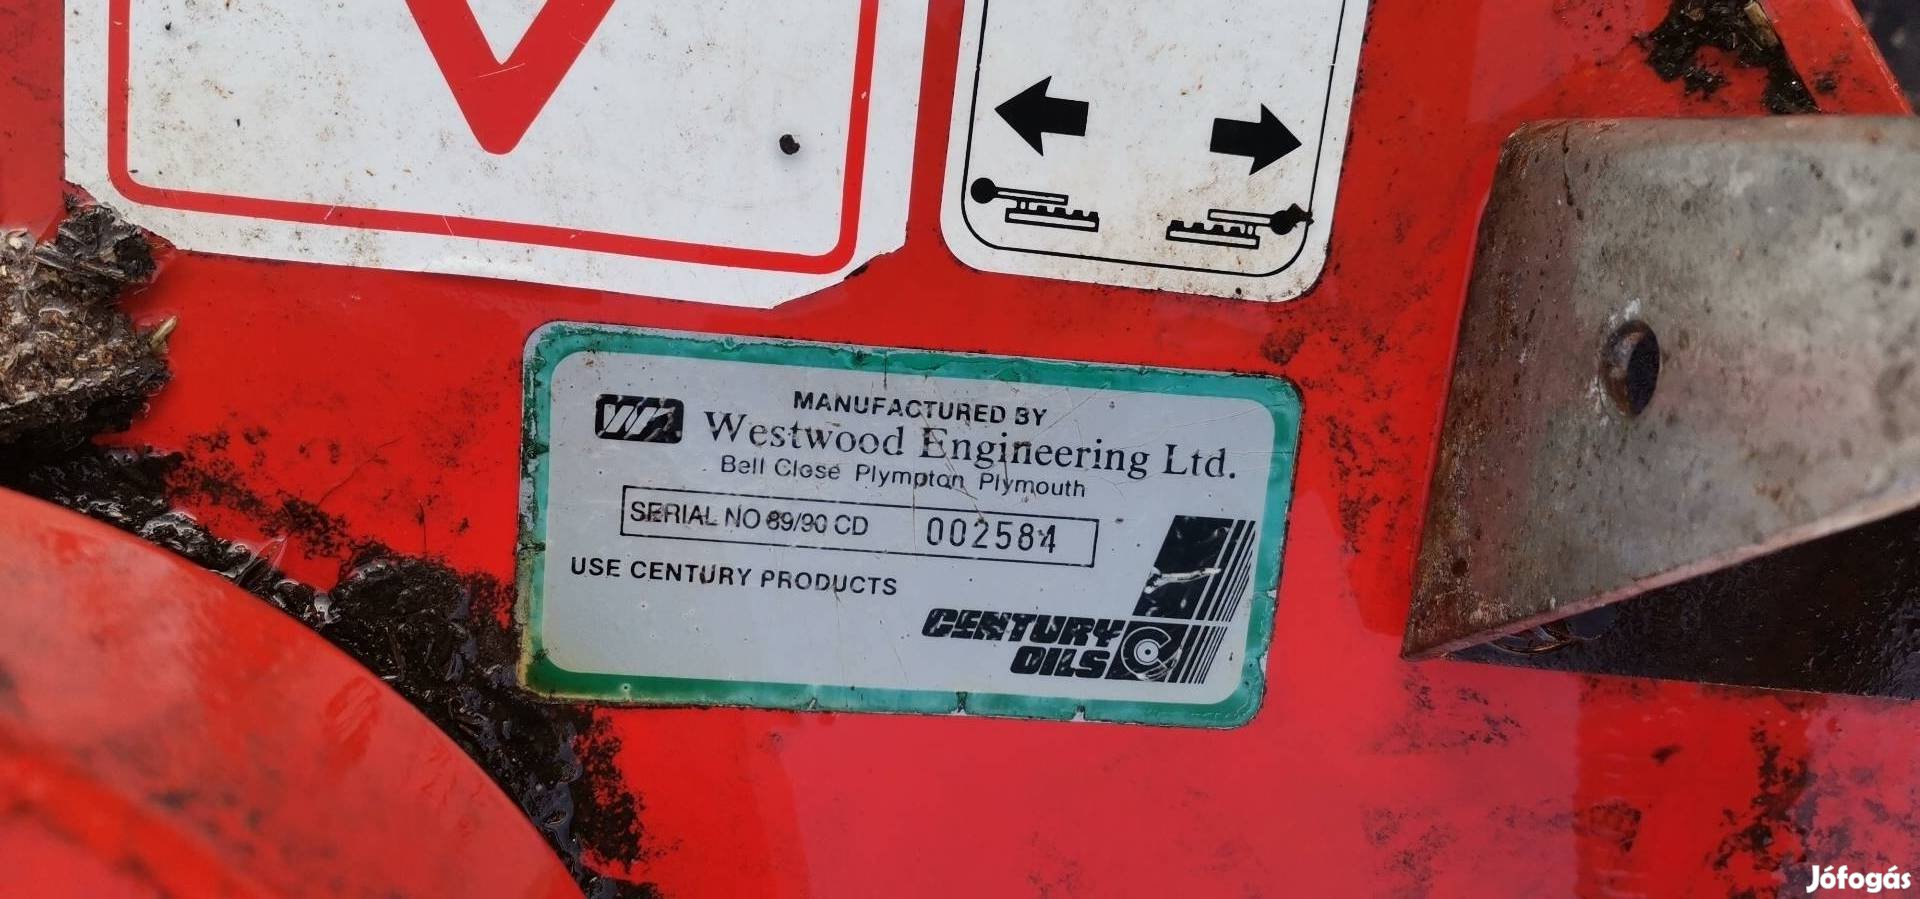 MANUFACTURED BY
Westwood Engineering Ltd.
Bell Close Plympton Plymouth
SERIAL NO 89/90 CD 002584
USE CENTURY PRODUCTS
CENTURY
OILS
Jófogás